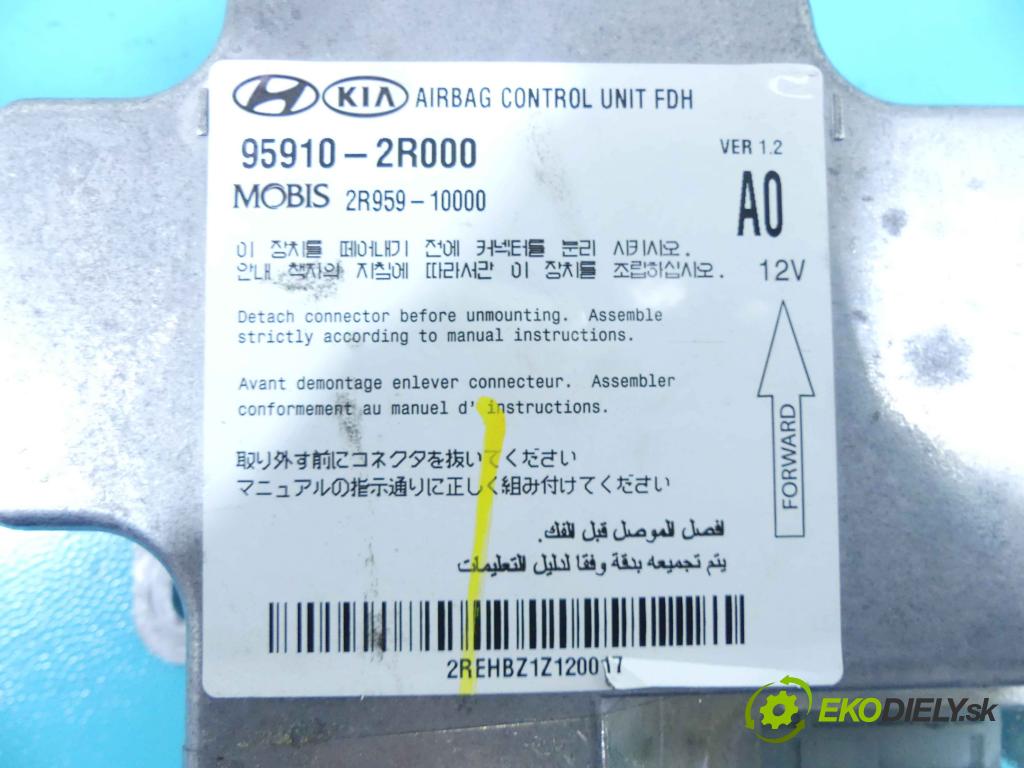 KIA AIRBAG CONTROL UNIT FDH
95910-2R000
VER 1.2
MOBIS 2R959-10000
A0
이 장치를 떼어내기 전에 커넥터를 분리 시키시오.
안내 책자의 지침에 따라서만 이 장치를 조립하십시오.
12V
Detach connector before unmounting. Assemble
strictly according to manual instructions.
Avant demontage enlever connecteur. Assembler
conformement au manuel d'instructions.
FORWARD
取り外す前にコネクタを抜いてください
マニュアルの指示通りに正しく組み付けてください
افصل الموصل قبل الفك.
يتم تجميعه بدقة وفقا لدليل التعليمات
2REHBZ1Z120017
EKODIELY.sk